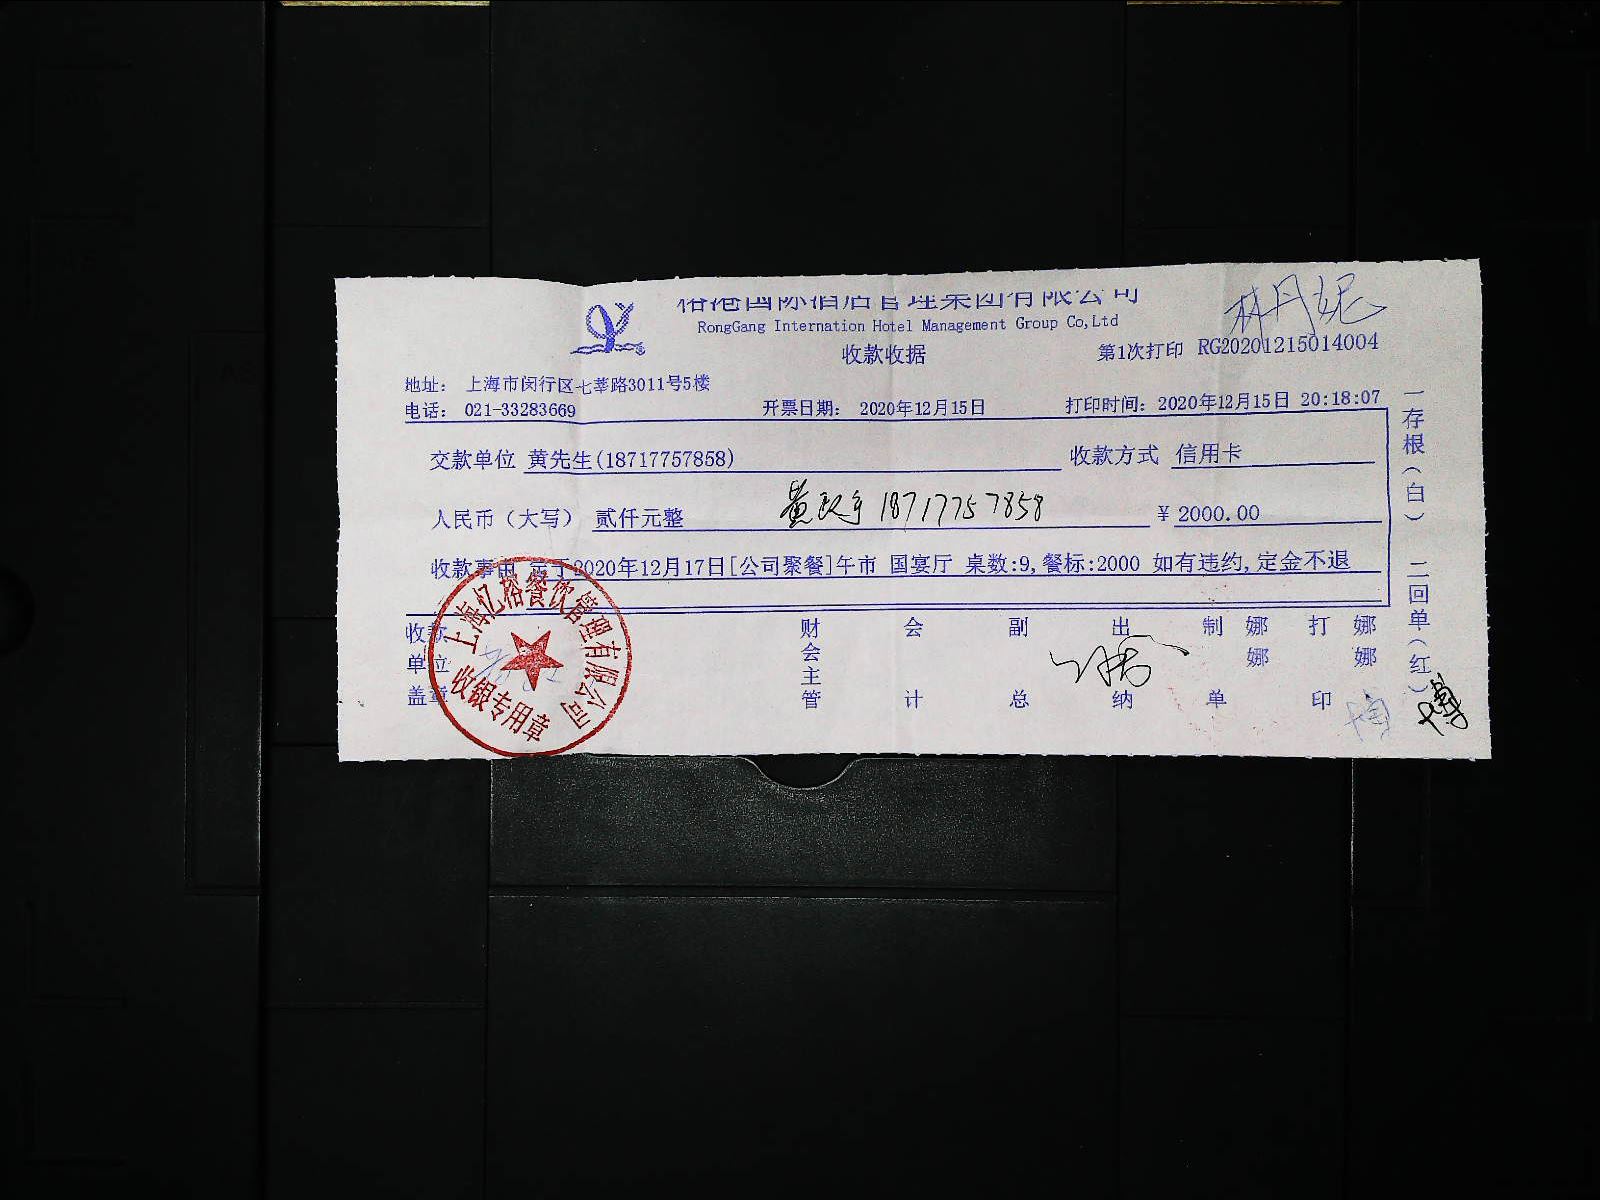 榕港国际酒店管理集团有限公司
RongGang Internation Hotel Management Group Co,Ltd
林丹妮
收款收据
第1次打印 RG20201215014004
地址: 上海市闵行区七莘路3011号5楼
电话: 021-33283669
开票日期: 2020年12月15日
打印时间: 2020年12月15日 20:18:07
交款单位 黄先生(18717757858)
收款方式 信用卡
人民币(大写) 贰仟元整
黄 18717757858
¥ 2000.00
收款事由 定于2020年12月17日[公司聚餐]午市 国宴厅 桌数:9,餐标:2000 如有违约,定金不退
收款单位盖章
财会主管
会计
副总
出纳
制单
娜娜
打印
娜娜
一存根(白) 二回单(红)
上海忆榕餐饮管理有限公司
收银专用章
博
博